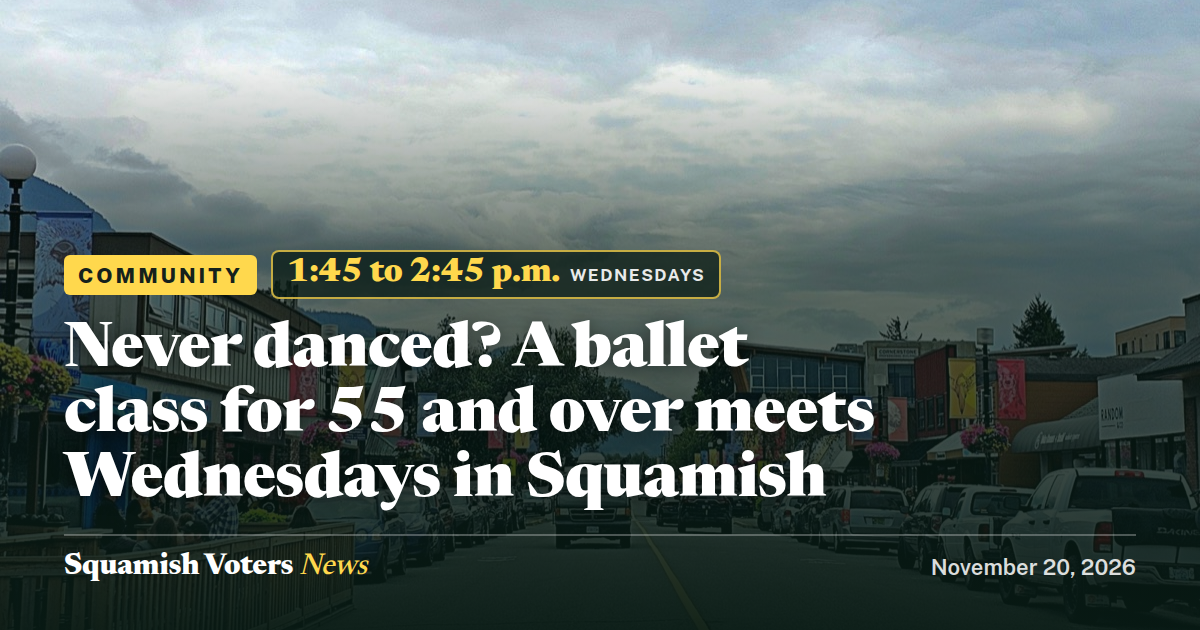 COMMUNITY
1:45 to 2:45 p.m. WEDNESDAYS
Never danced? A ballet
class for 55 and over meets
Wednesdays in Squamish
RANDOM
Squamish Voters News
November 20, 2026